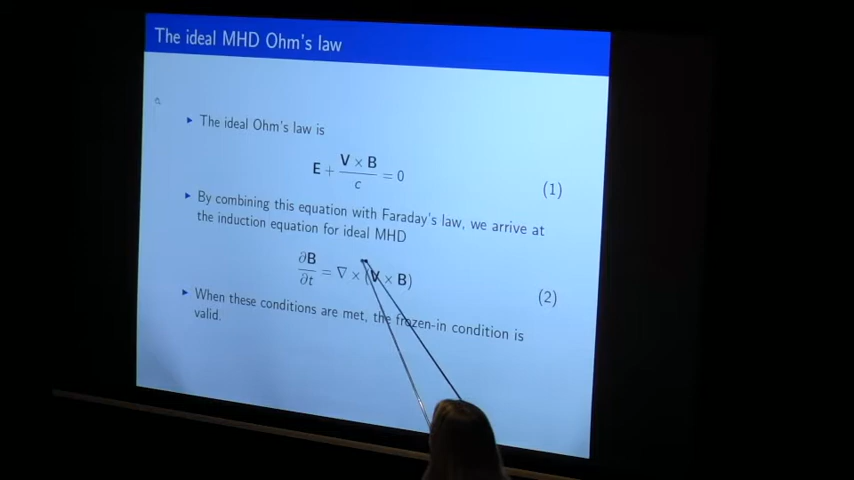 The ideal MHD Ohm's law
▶ The ideal Ohm's law is
E + V × B / c = 0 (1)
▶ By combining this equation with Faraday's law, we arrive at
the induction equation for ideal MHD
∂B / ∂t = ∇ × (V × B) (2)
▶ When these conditions are met, the frozen-in condition is
valid.